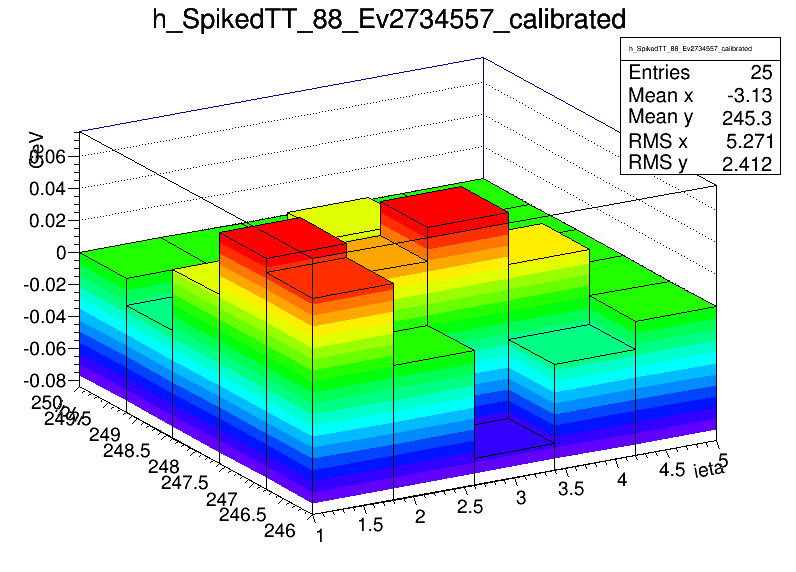 h_SpikedTT_88_Ev2734557_calibrated
h_SpikedTT_88_Ev2734557_calibrated
Entries 25
Mean x -3.13
Mean y 245.3
RMS x 5.271
RMS y 2.412
GeV
0.06
0.04
0.02
0
-0.02
-0.04
-0.06
-0.08
250
249.5
249
248.5
248
247.5
247
246.5
246
1
1.5
2
2.5
3
3.5
4
4.5
5
ieta